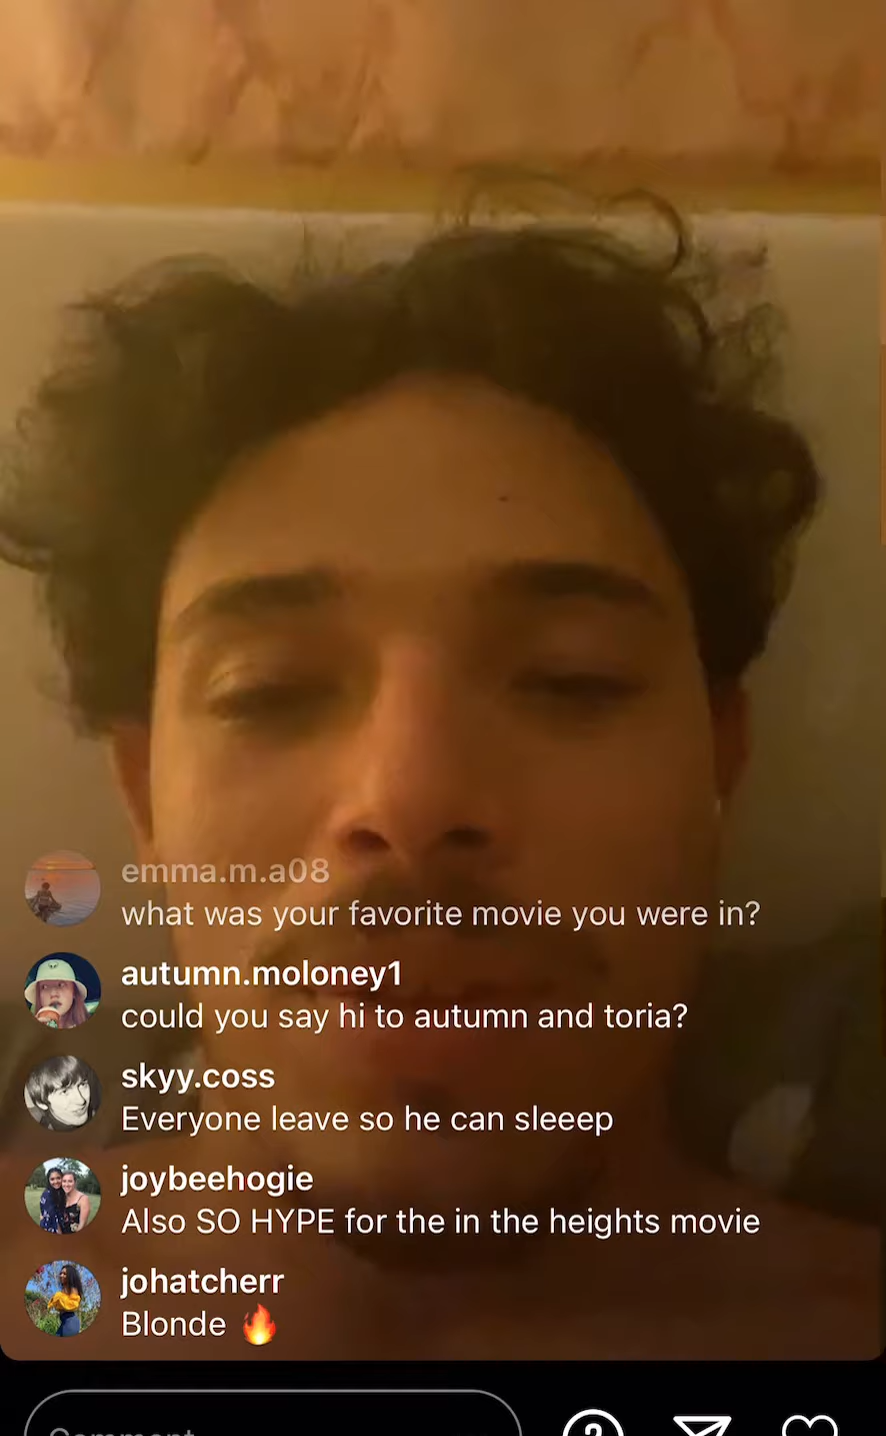 emma.m.a08
what was your favorite movie you were in?
autumn.moloney1
could you say hi to autumn and toria?
skyy.coss
Everyone leave so he can sleeep
joybeehogie
Also SO HYPE for the in the heights movie
johatcherr
Blonde 🔥
Comment
?